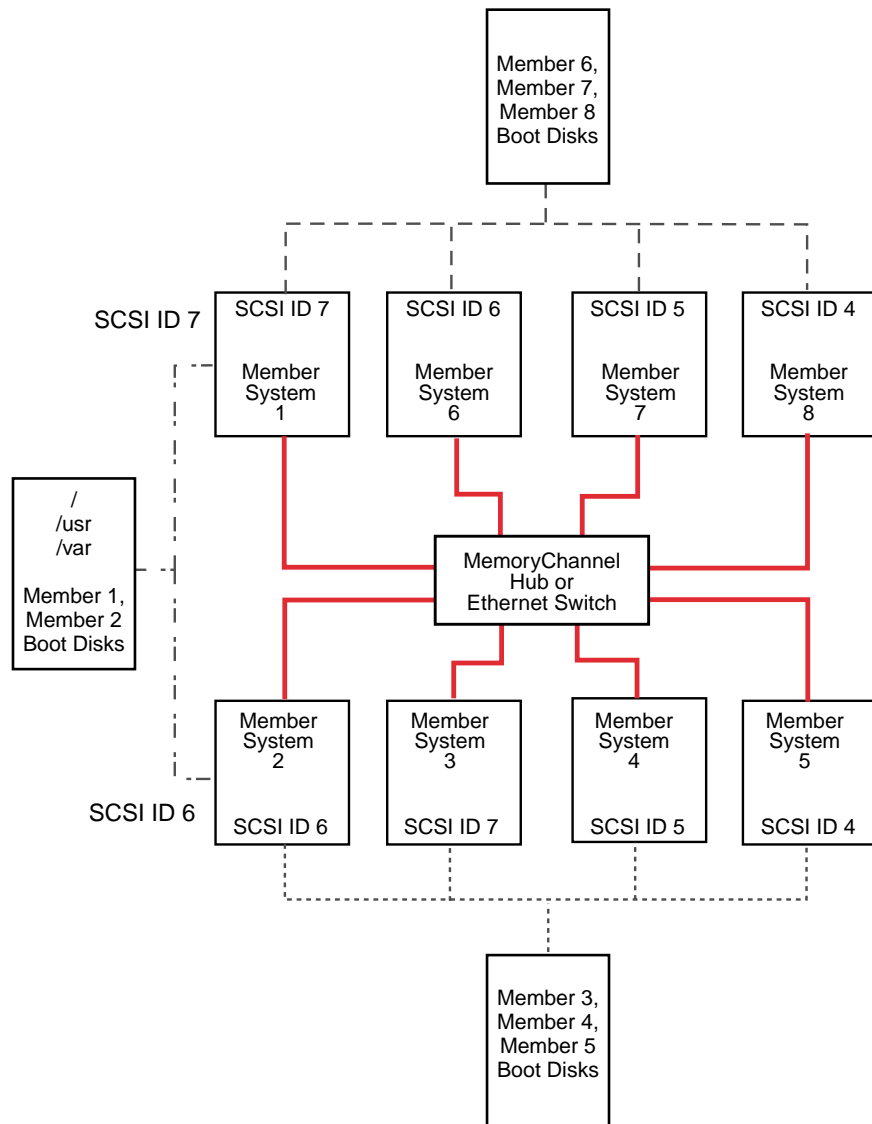 Member 6,
Member 7,
Member 8
Boot Disks
SCSI ID 7
SCSI ID 7
Member
System
1
SCSI ID 6
Member
System
6
SCSI ID 5
Member
System
7
SCSI ID 4
Member
System
8
/
/usr
/var
Member 1,
Member 2
Boot Disks
MemoryChannel
Hub or
Ethernet Switch
SCSI ID 6
Member
System
2
SCSI ID 6
Member
System
3
SCSI ID 7
Member
System
4
SCSI ID 5
Member
System
5
SCSI ID 4
Member 3,
Member 4,
Member 5
Boot Disks